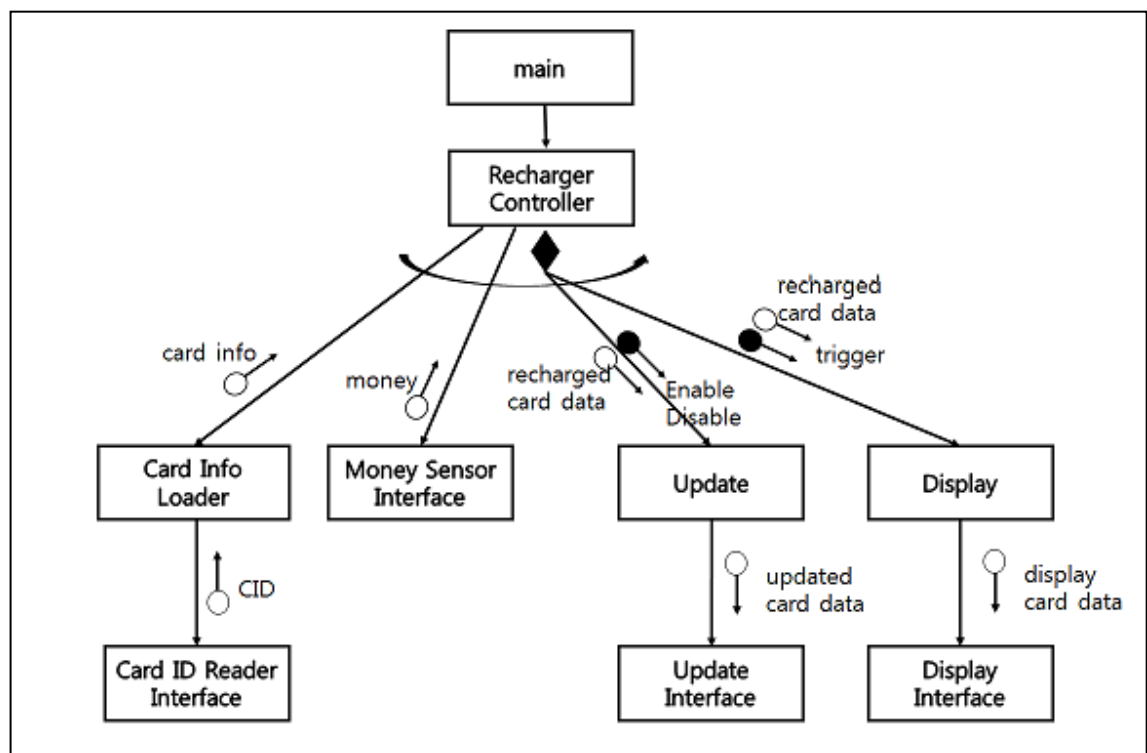 main
Recharger
Controller
recharged
card data
card info
money
trigger
recharged
card data
Enable
Disable
Card Info
Loader
Money Sensor
Interface
Update
Display
CID
updated
card data
display
card data
Card ID Reader
Interface
Update
Interface
Display
Interface